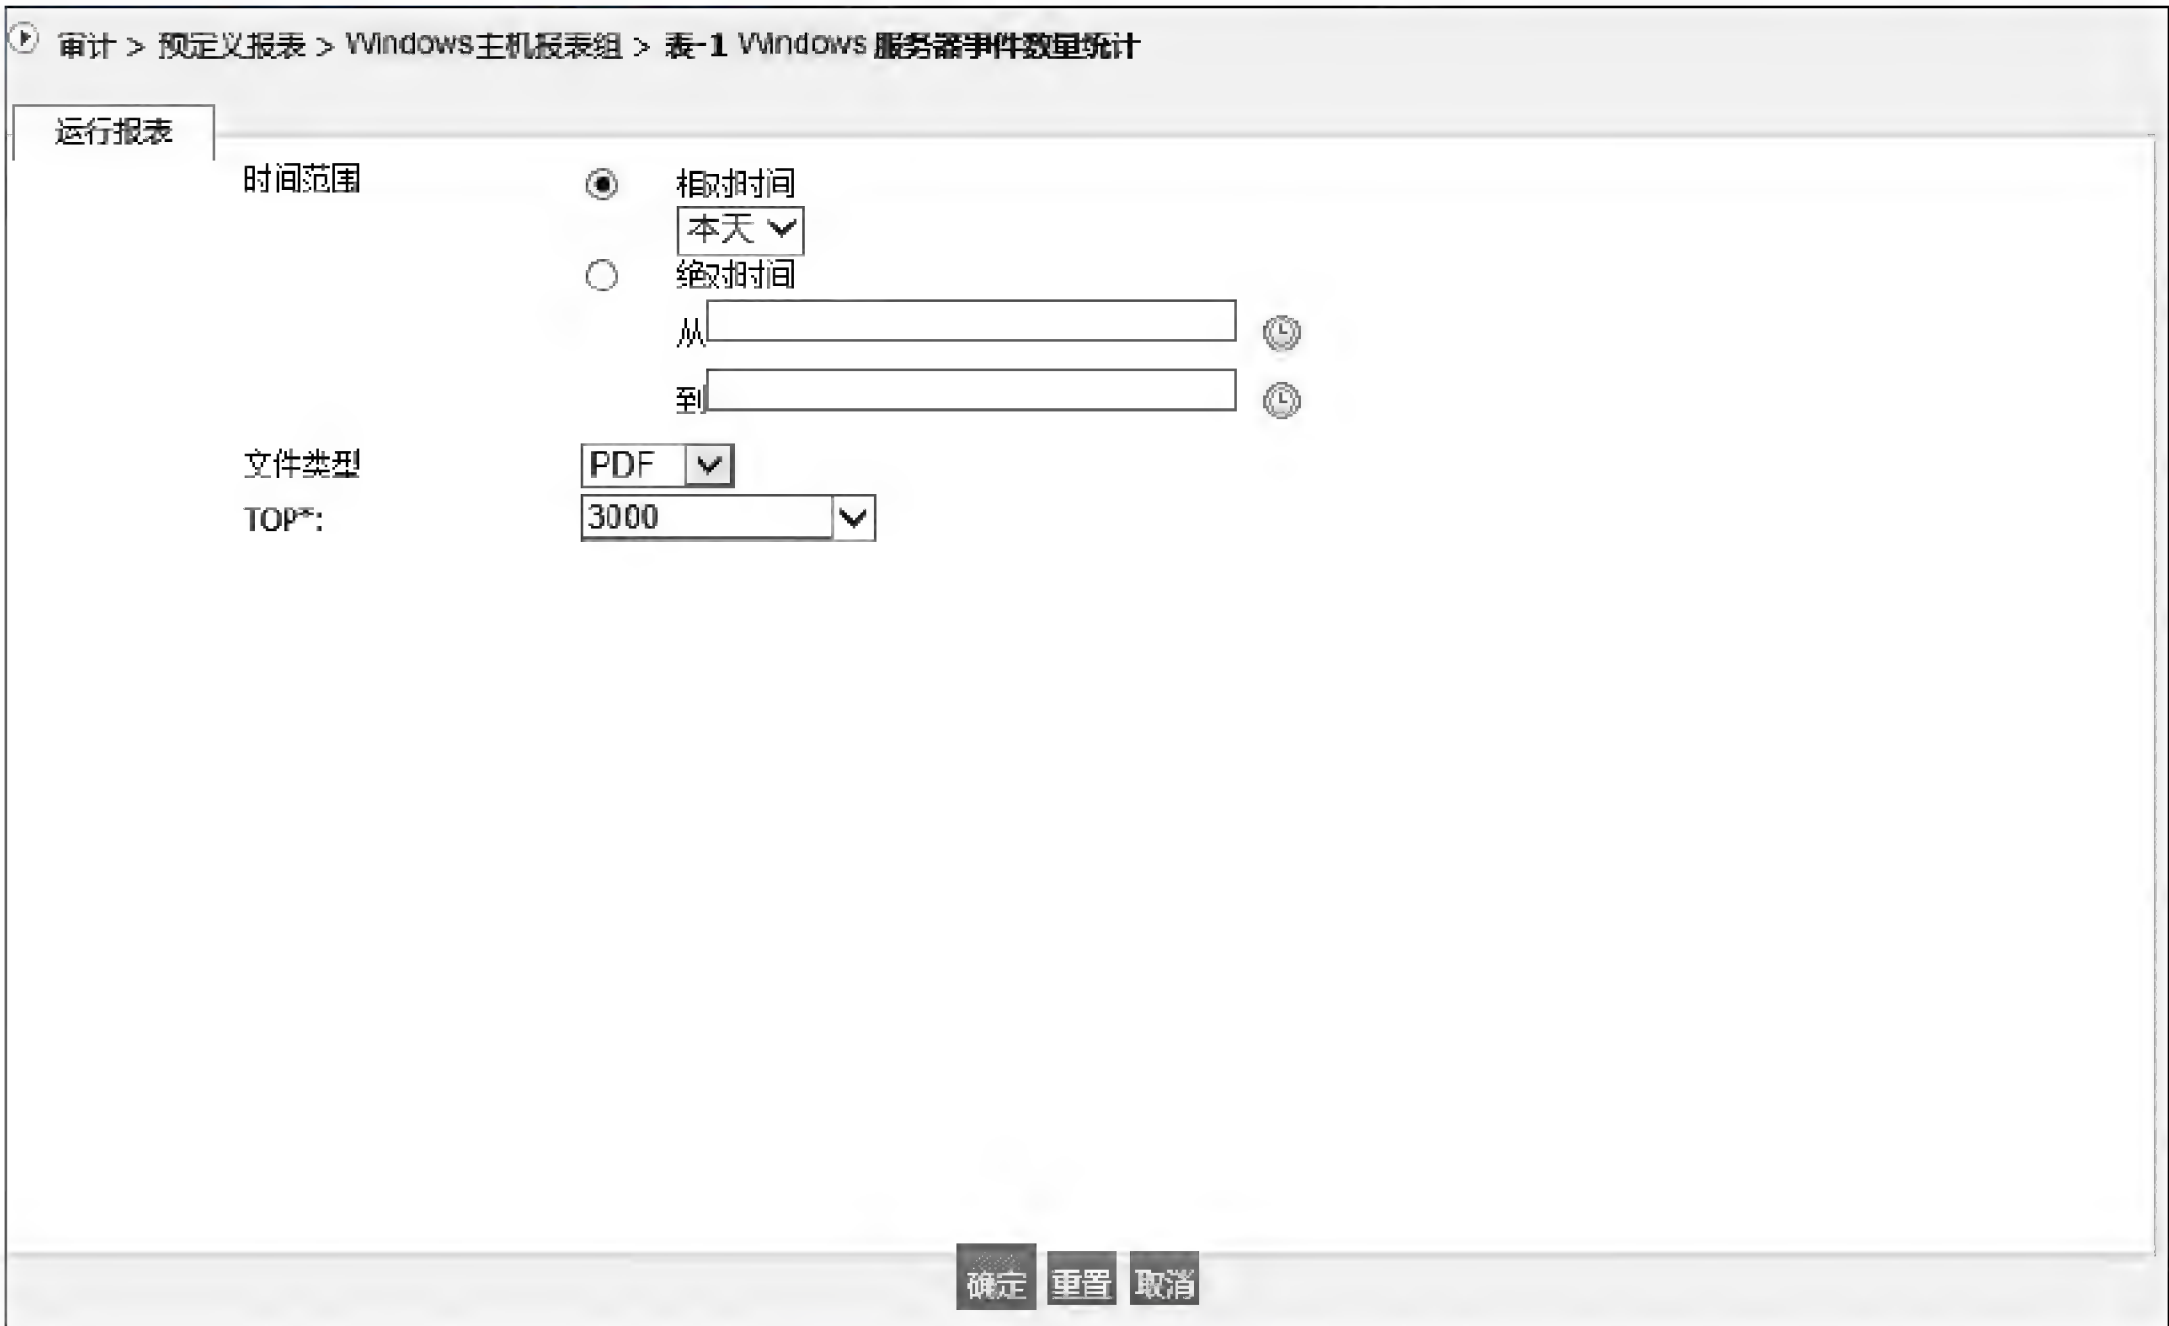 审计 > 预定义报表 > Windows主机报表组 > 表-1 Windows 服务器事件数量统计
运行报表
时间范围
相对时间
本天
绝对时间
从
到
文件类型 PDF
TOP*: 3000
确定 重置 取消